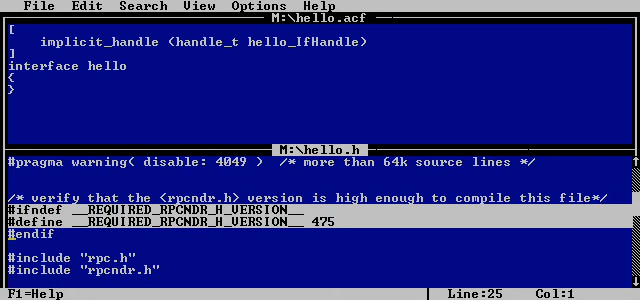 File Edit Search View Options Help
M:\hello.acf
[
implicit_handle (handle_t hello_IfHandle)
]
interface hello
{
}
M:\hello.h
#pragma warning( disable: 4049 ) /* more than 64k source lines */
/* verify that the <rpcndr.h> version is high enough to compile this file*/
#ifndef __REQUIRED_RPCNDR_H_VERSION__
#define __REQUIRED_RPCNDR_H_VERSION__ 475
#endif
#include "rpc.h"
#include "rpcndr.h"
F1=Help Line:25 Col:1